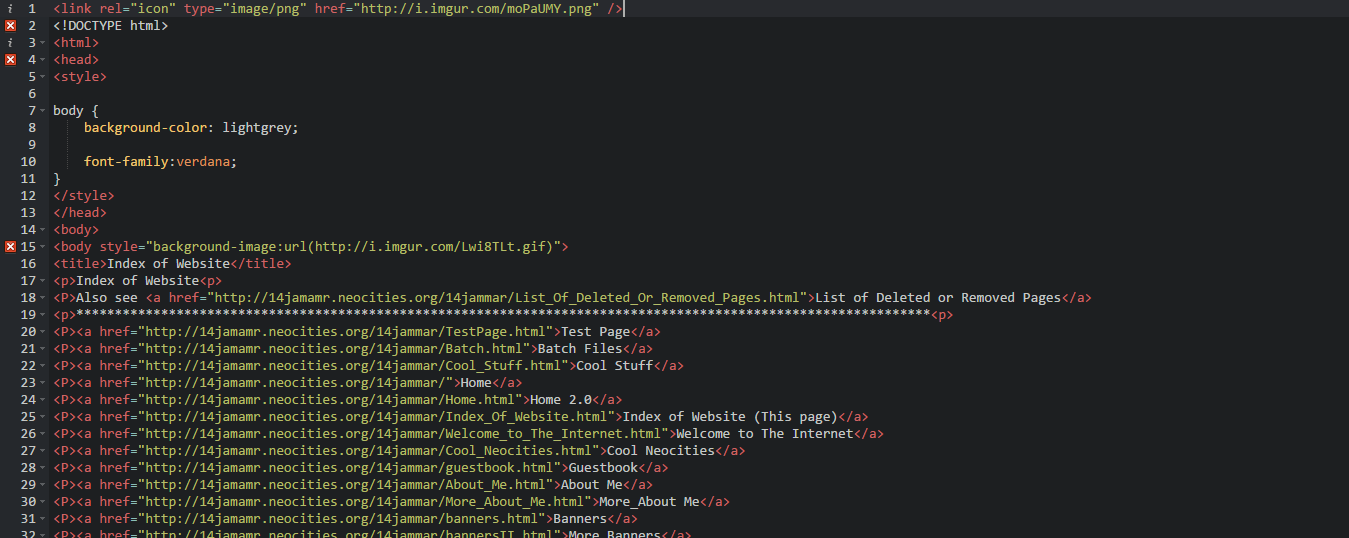 i 1 <link rel="icon" type="image/png" href="http://i.imgur.com/moPaUMY.png" />
2 <!DOCTYPE html>
i 3 <html>
4 <head>
5 <style>
6
7 body {
8 background-color: lightgrey;
9
10 font-family:verdana;
11 }
12 </style>
13 </head>
14 <body>
15 <body style="background-image:url(http://i.imgur.com/Lwi8TLt.gif)">
16 <title>Index of Website</title>
17 <p>Index of Website<p>
18 <P>Also see <a href="http://14jamamr.neocities.org/14jammar/List_Of_Deleted_Or_Removed_Pages.html">List of Deleted or Removed Pages</a>
19 <p>***************************************************************************************************************<p>
20 <P><a href="http://14jamamr.neocities.org/14jammar/TestPage.html">Test Page</a>
21 <P><a href="http://14jamamr.neocities.org/14jammar/Batch.html">Batch Files</a>
22 <P><a href="http://14jamamr.neocities.org/14jammar/Cool_Stuff.html">Cool Stuff</a>
23 <P><a href="http://14jamamr.neocities.org/14jammar/">Home</a>
24 <P><a href="http://14jamamr.neocities.org/14jammar/Home.html">Home 2.0</a>
25 <P><a href="http://14jamamr.neocities.org/14jammar/Index_Of_Website.html">Index of Website (This page)</a>
26 <P><a href="http://14jamamr.neocities.org/14jammar/Welcome_to_The_Internet.html">Welcome to The Internet</a>
27 <P><a href="http://14jamamr.neocities.org/14jammar/Cool_Neocities.html">Cool Neocities</a>
28 <P><a href="http://14jamamr.neocities.org/14jammar/guestbook.html">Guestbook</a>
29 <P><a href="http://14jamamr.neocities.org/14jammar/About_Me.html">About Me</a>
30 <P><a href="http://14jamamr.neocities.org/14jammar/More_About_Me.html">More_About Me</a>
31 <P><a href="http://14jamamr.neocities.org/14jammar/banners.html">Banners</a>
32 <P><a href="http://14jamamr.neocities.org/14jammar/bannersII.html">More Banners</a>